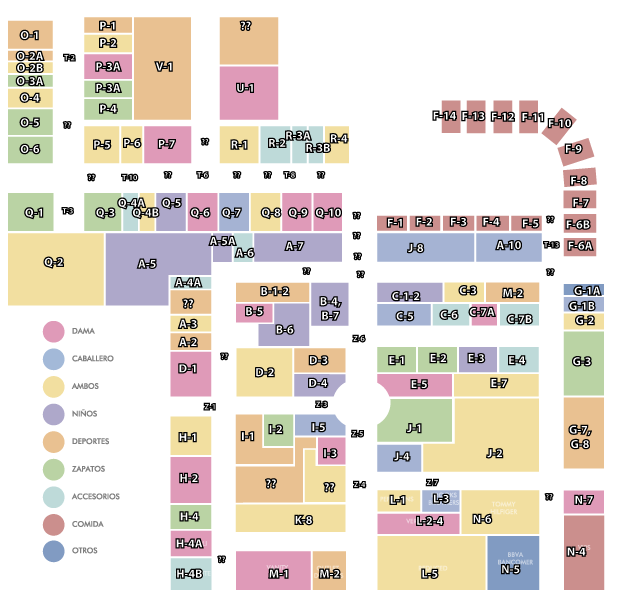 O-1
O-2A
O-2B
O-3A
O-4
O-5
O-6
T-2
??
P-1
P-2
P-3A
P-3A
P-4
V-1
??
U-1
P-5
P-6
P-7
??
R-1
R-2
R-3A
R-3B
R-4
F-14
F-13
F-12
F-11
F-10
F-9
F-8
F-7
F-6B
F-6A
??
T-10
??
T-6
??
??
T-8
??
Q-1
T-3
Q-3
Q-4A
Q-4B
Q-5
Q-6
Q-7
Q-8
Q-9
Q-10
??
??
??
??
F-1
F-2
F-3
F-4
F-5
??
T-13
??
Q-2
A-5
A-5A
A-6
A-7
J-8
A-10
??
A-4A
??
A-3
A-2
D-1
??
B-1-2
B-5
B-6
B-4,
B-7
Z-6
C-1-2
C-3
M-2
C-5
C-6
C-7A
C-7B
G-1A
G-1B
G-2
G-3
G-7,
G-8
DAMA
CABALLERO
AMBOS
NIÑOS
DEPORTES
ZAPATOS
ACCESORIOS
COMIDA
OTROS
D-2
D-3
D-4
E-1
E-2
E-3
E-4
E-5
E-7
Z-1
Z-3
Z-5
Z-4
Z-7
H-1
H-2
H-4
H-4A
H-4B
??
I-1
I-2
I-5
I-3
??
??
K-8
M-1
M-2
J-1
J-4
J-2
L-1
L-3
L-2-4
N-6
L-5
BBVA
BANCOMER
N-5
??
N-7
N-4